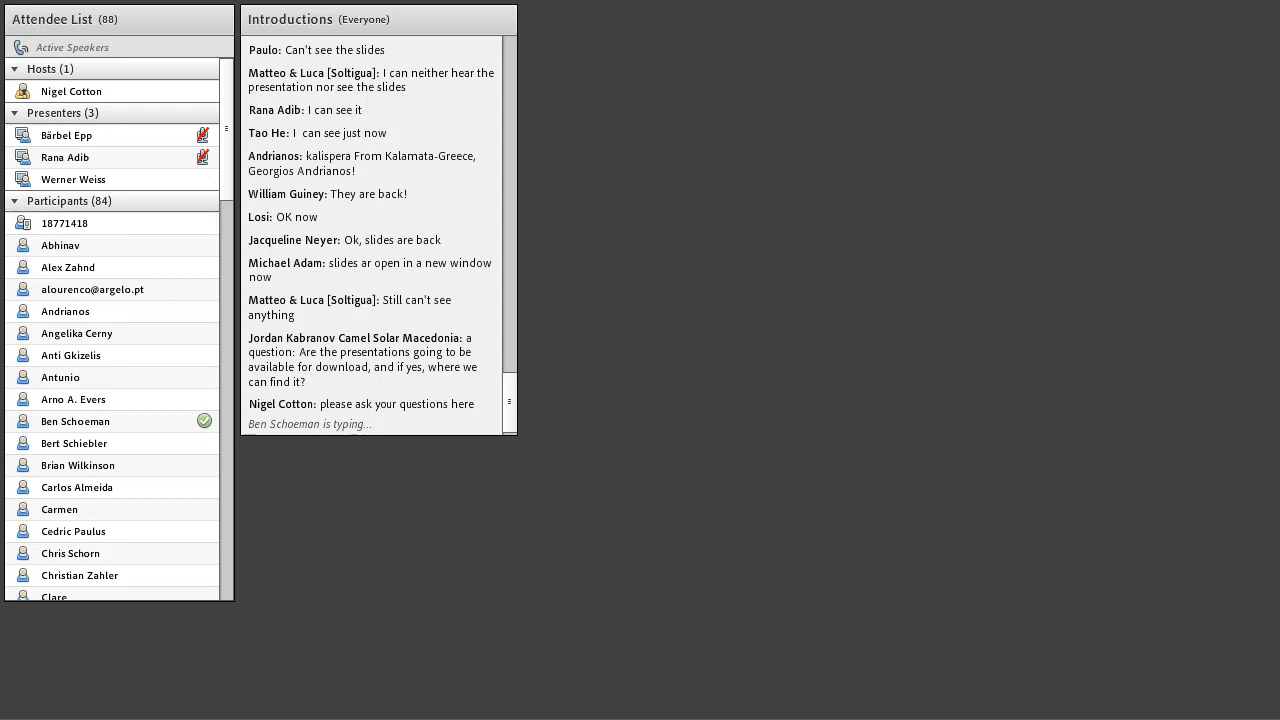 Attendee List (88)
Active Speakers
Hosts (1)
Nigel Cotton
Presenters (3)
Bärbel Epp
Rana Adib
Werner Weiss
Participants (84)
18771418
Abhinav
Alex Zahnd
alourenco@argelo.pt
Andrianos
Angelika Cerny
Anti Gkizelis
Antunio
Arno A. Evers
Ben Schoeman
Bert Schiebler
Brian Wilkinson
Carlos Almeida
Carmen
Cedric Paulus
Chris Schorn
Christian Zahler
Clare
Introductions (Everyone)
Paulo: Can't see the slides
Matteo & Luca [Soltigua]: I can neither hear the
presentation nor see the slides
Rana Adib: I can see it
Tao He: I can see just now
Andrianos: kalispera From Kalamata-Greece,
Georgios Andrianos!
William Guiney: They are back!
Losi: OK now
Jacqueline Neyer: Ok, slides are back
Michael Adam: slides ar open in a new window
now
Matteo & Luca [Soltigua]: Still can't see
anything
Jordan Kabranov Camel Solar Macedonia: a
question: Are the presentations going to be
available for download, and if yes, where we
can find it?
Nigel Cotton: please ask your questions here
Ben Schoeman is typing...